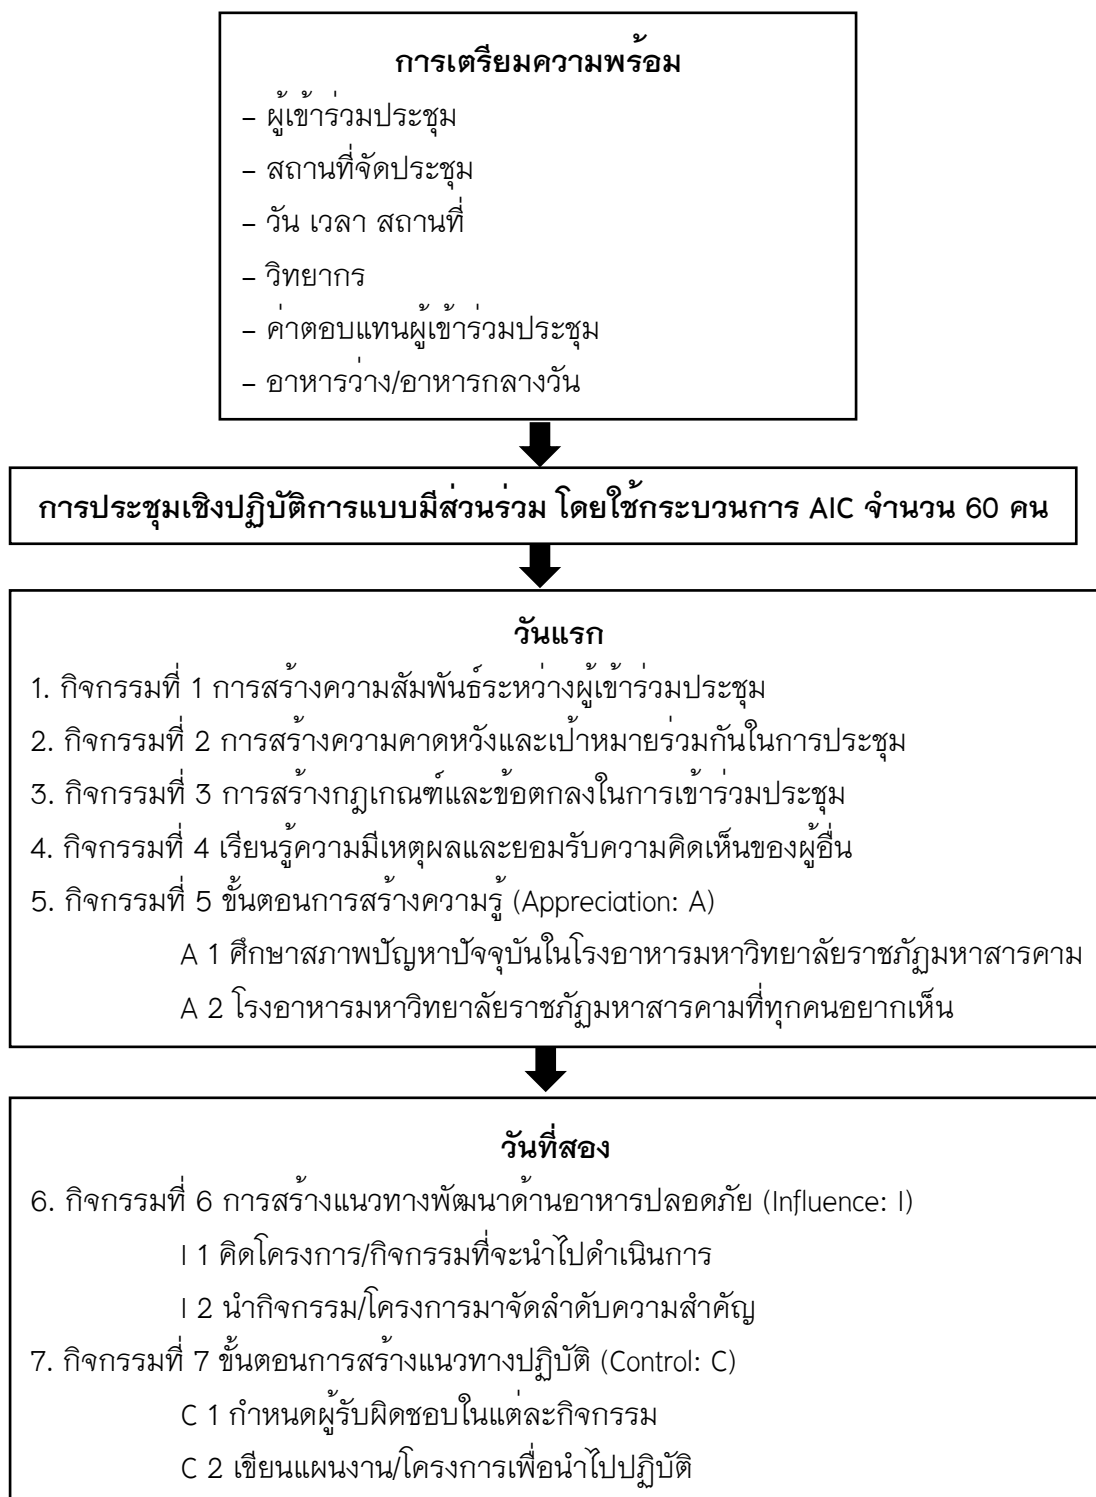 การเตรียมความพร้อม
– ผู้เข้าร่วมประชุม
– สถานที่จัดประชุม
– วัน เวลา สถานที่
– วิทยากร
– ค่าตอบแทนผู้เข้าร่วมประชุม
– อาหารว่าง/อาหารกลางวัน
การประชุมเชิงปฏิบัติการแบบมีส่วนร่วม โดยใช้กระบวนการ AIC จำนวน 60 คน
วันแรก
1. กิจกรรมที่ 1 การสร้างความสัมพันธ์ระหว่างผู้เข้าร่วมประชุม
2. กิจกรรมที่ 2 การสร้างความคาดหวังและเป้าหมายร่วมกันในการประชุม
3. กิจกรรมที่ 3 การสร้างกฎเกณฑ์และข้อตกลงในการเข้าร่วมประชุม
4. กิจกรรมที่ 4 เรียนรู้ความมีเหตุผลและยอมรับความคิดเห็นของผู้อื่น
5. กิจกรรมที่ 5 ขั้นตอนการสร้างความรู้ (Appreciation: A)
A 1 ศึกษาสภาพปัญหาปัจจุบันในโรงอาหารมหาวิทยาลัยราชภัฏมหาสารคาม
A 2 โรงอาหารมหาวิทยาลัยราชภัฏมหาสารคามที่ทุกคนอยากเห็น
วันที่สอง
6. กิจกรรมที่ 6 การสร้างแนวทางพัฒนาด้านอาหารปลอดภัย (Influence: I)
I 1 คิดโครงการ/กิจกรรมที่จะนำไปดำเนินการ
I 2 นำกิจกรรม/โครงการมาจัดลำดับความสำคัญ
7. กิจกรรมที่ 7 ขั้นตอนการสร้างแนวทางปฏิบัติ (Control: C)
C 1 กำหนดผู้รับผิดชอบในแต่ละกิจกรรม
C 2 เขียนแผนงาน/โครงการเพื่อนำไปปฏิบัติ